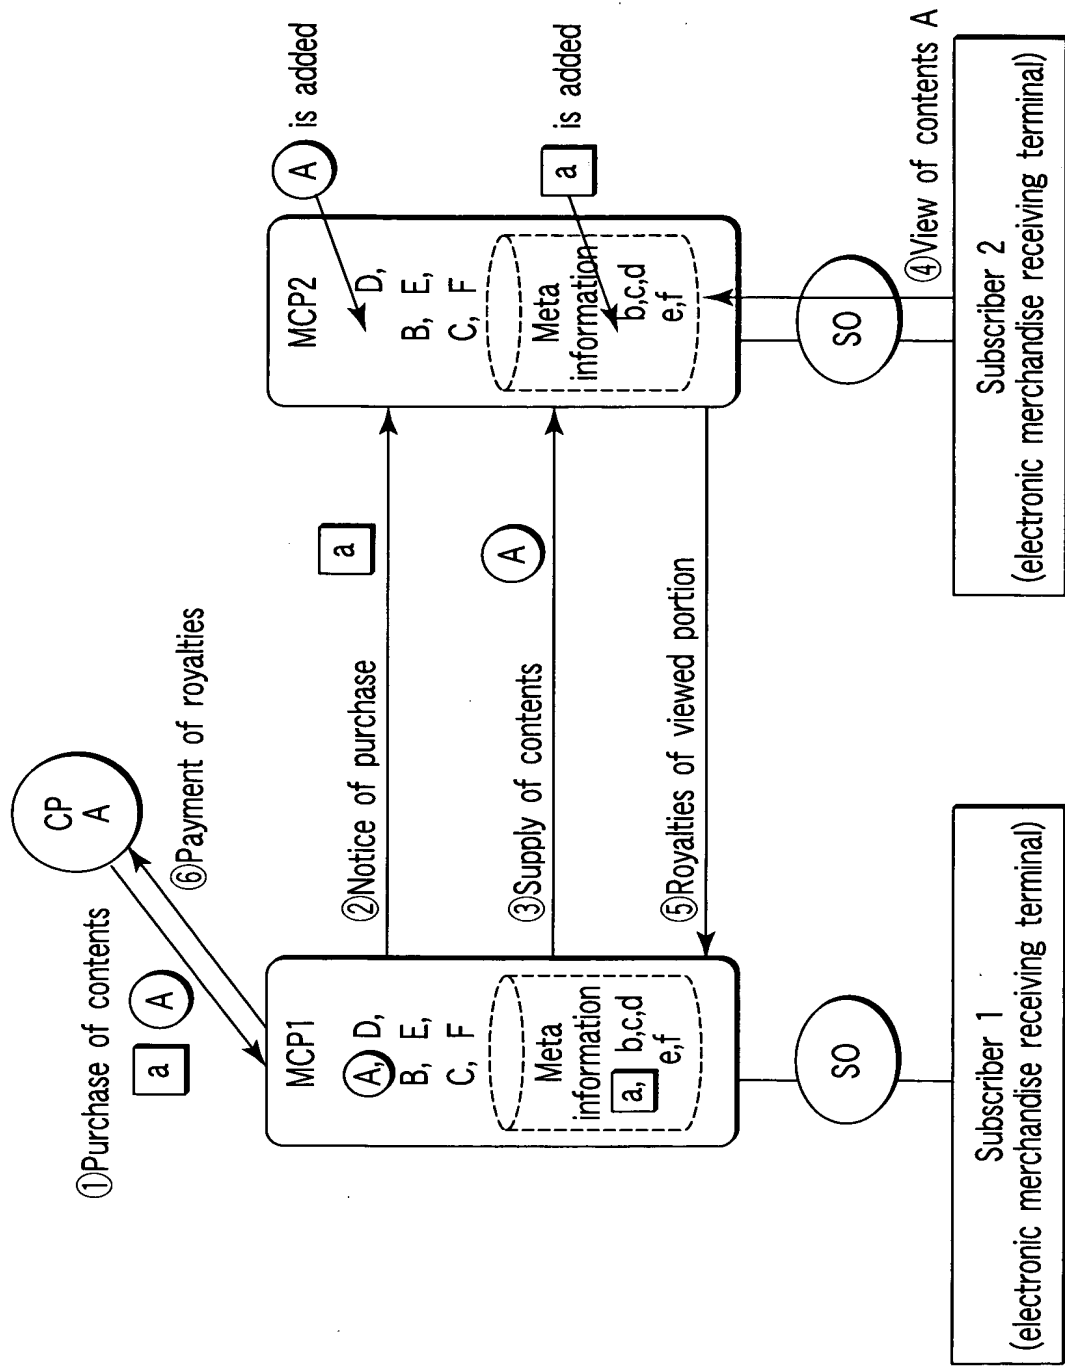 ①Purchase of contents
a
A
CP
A
⑥Payment of royalties
MCP1
A, D,
B, E,
C, F
Meta
information
a, b,c,d
e,f
②Notice of purchase
a
③Supply of contents
A
⑤Royalties of viewed portion
MCP2
D,
B, E,
C, F
Meta
information
b,c,d
e,f
A is added
a is added
SO
SO
④View of contents A
Subscriber 1
(electronic merchandise receiving terminal)
Subscriber 2
(electronic merchandise receiving terminal)